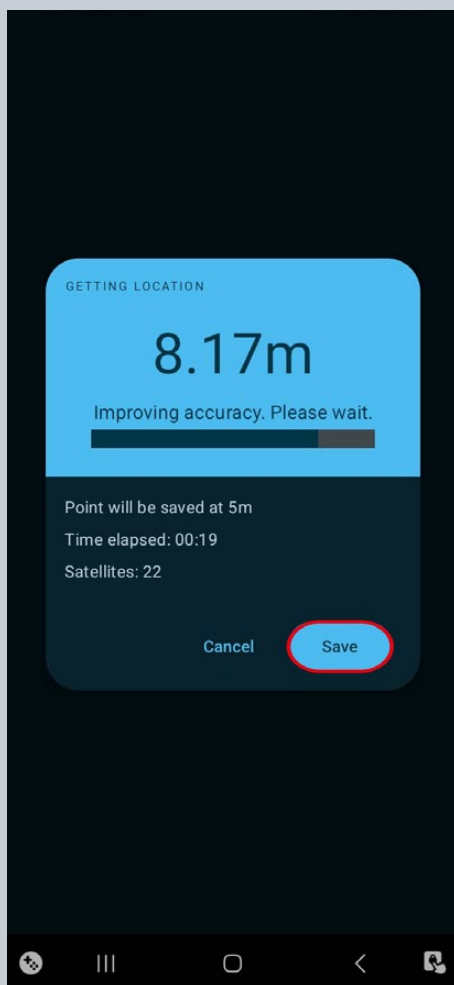 GETTING LOCATION
8.17m
Improving accuracy. Please wait.
Point will be saved at 5m
Time elapsed: 00:19
Satellites: 22
Cancel Save